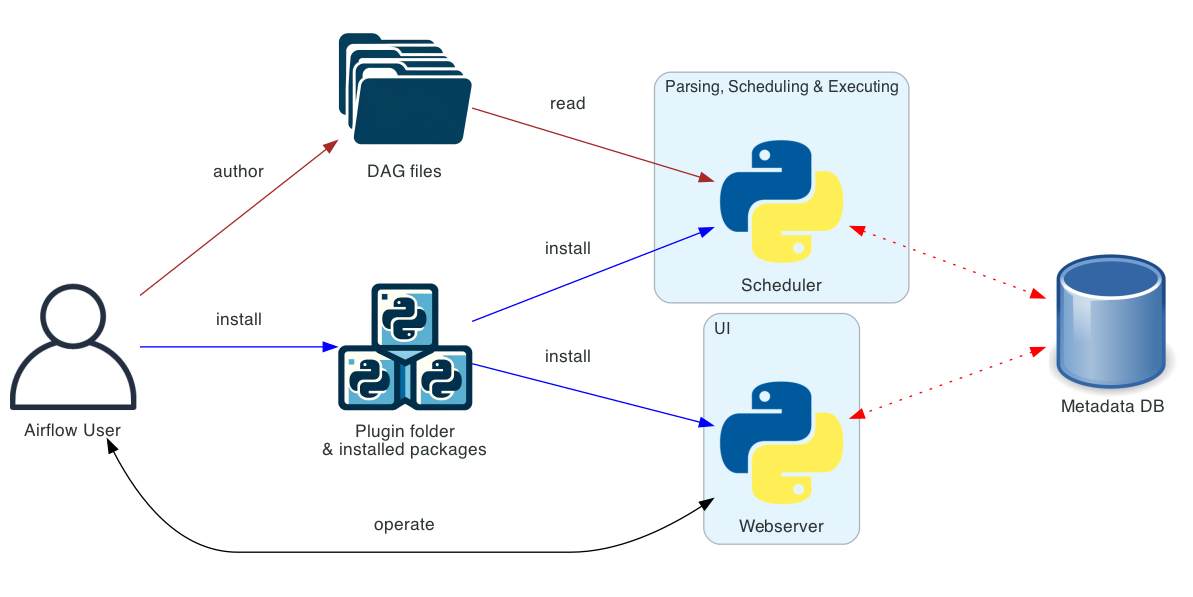 Parsing, Scheduling & Executing
read
author
DAG files
install
Scheduler
install
UI
install
Metadata DB
Airflow User
Plugin folder
& installed packages
operate
Webserver